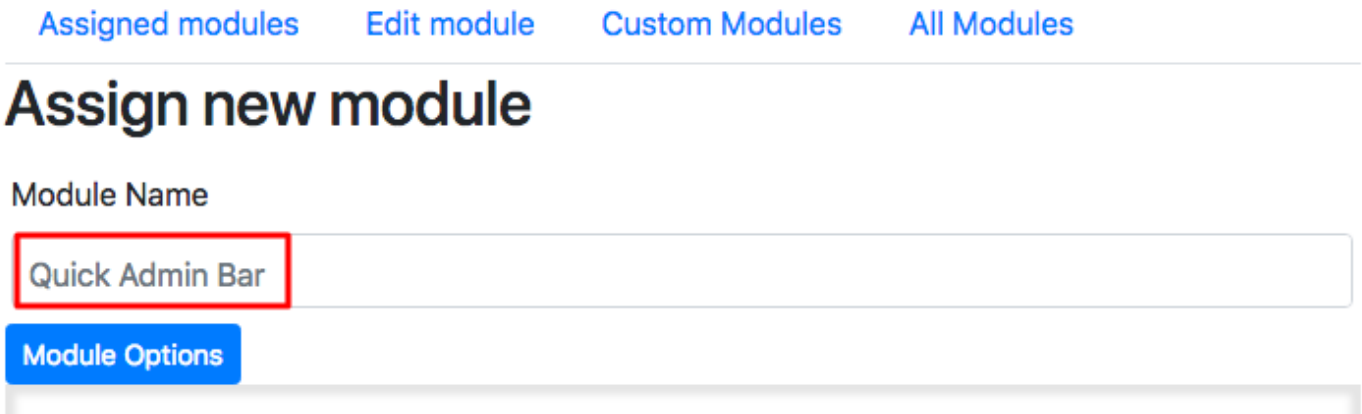 Assigned modules Edit module Custom Modules All Modules
Assign new module
Module Name
Quick Admin Bar
Module Options